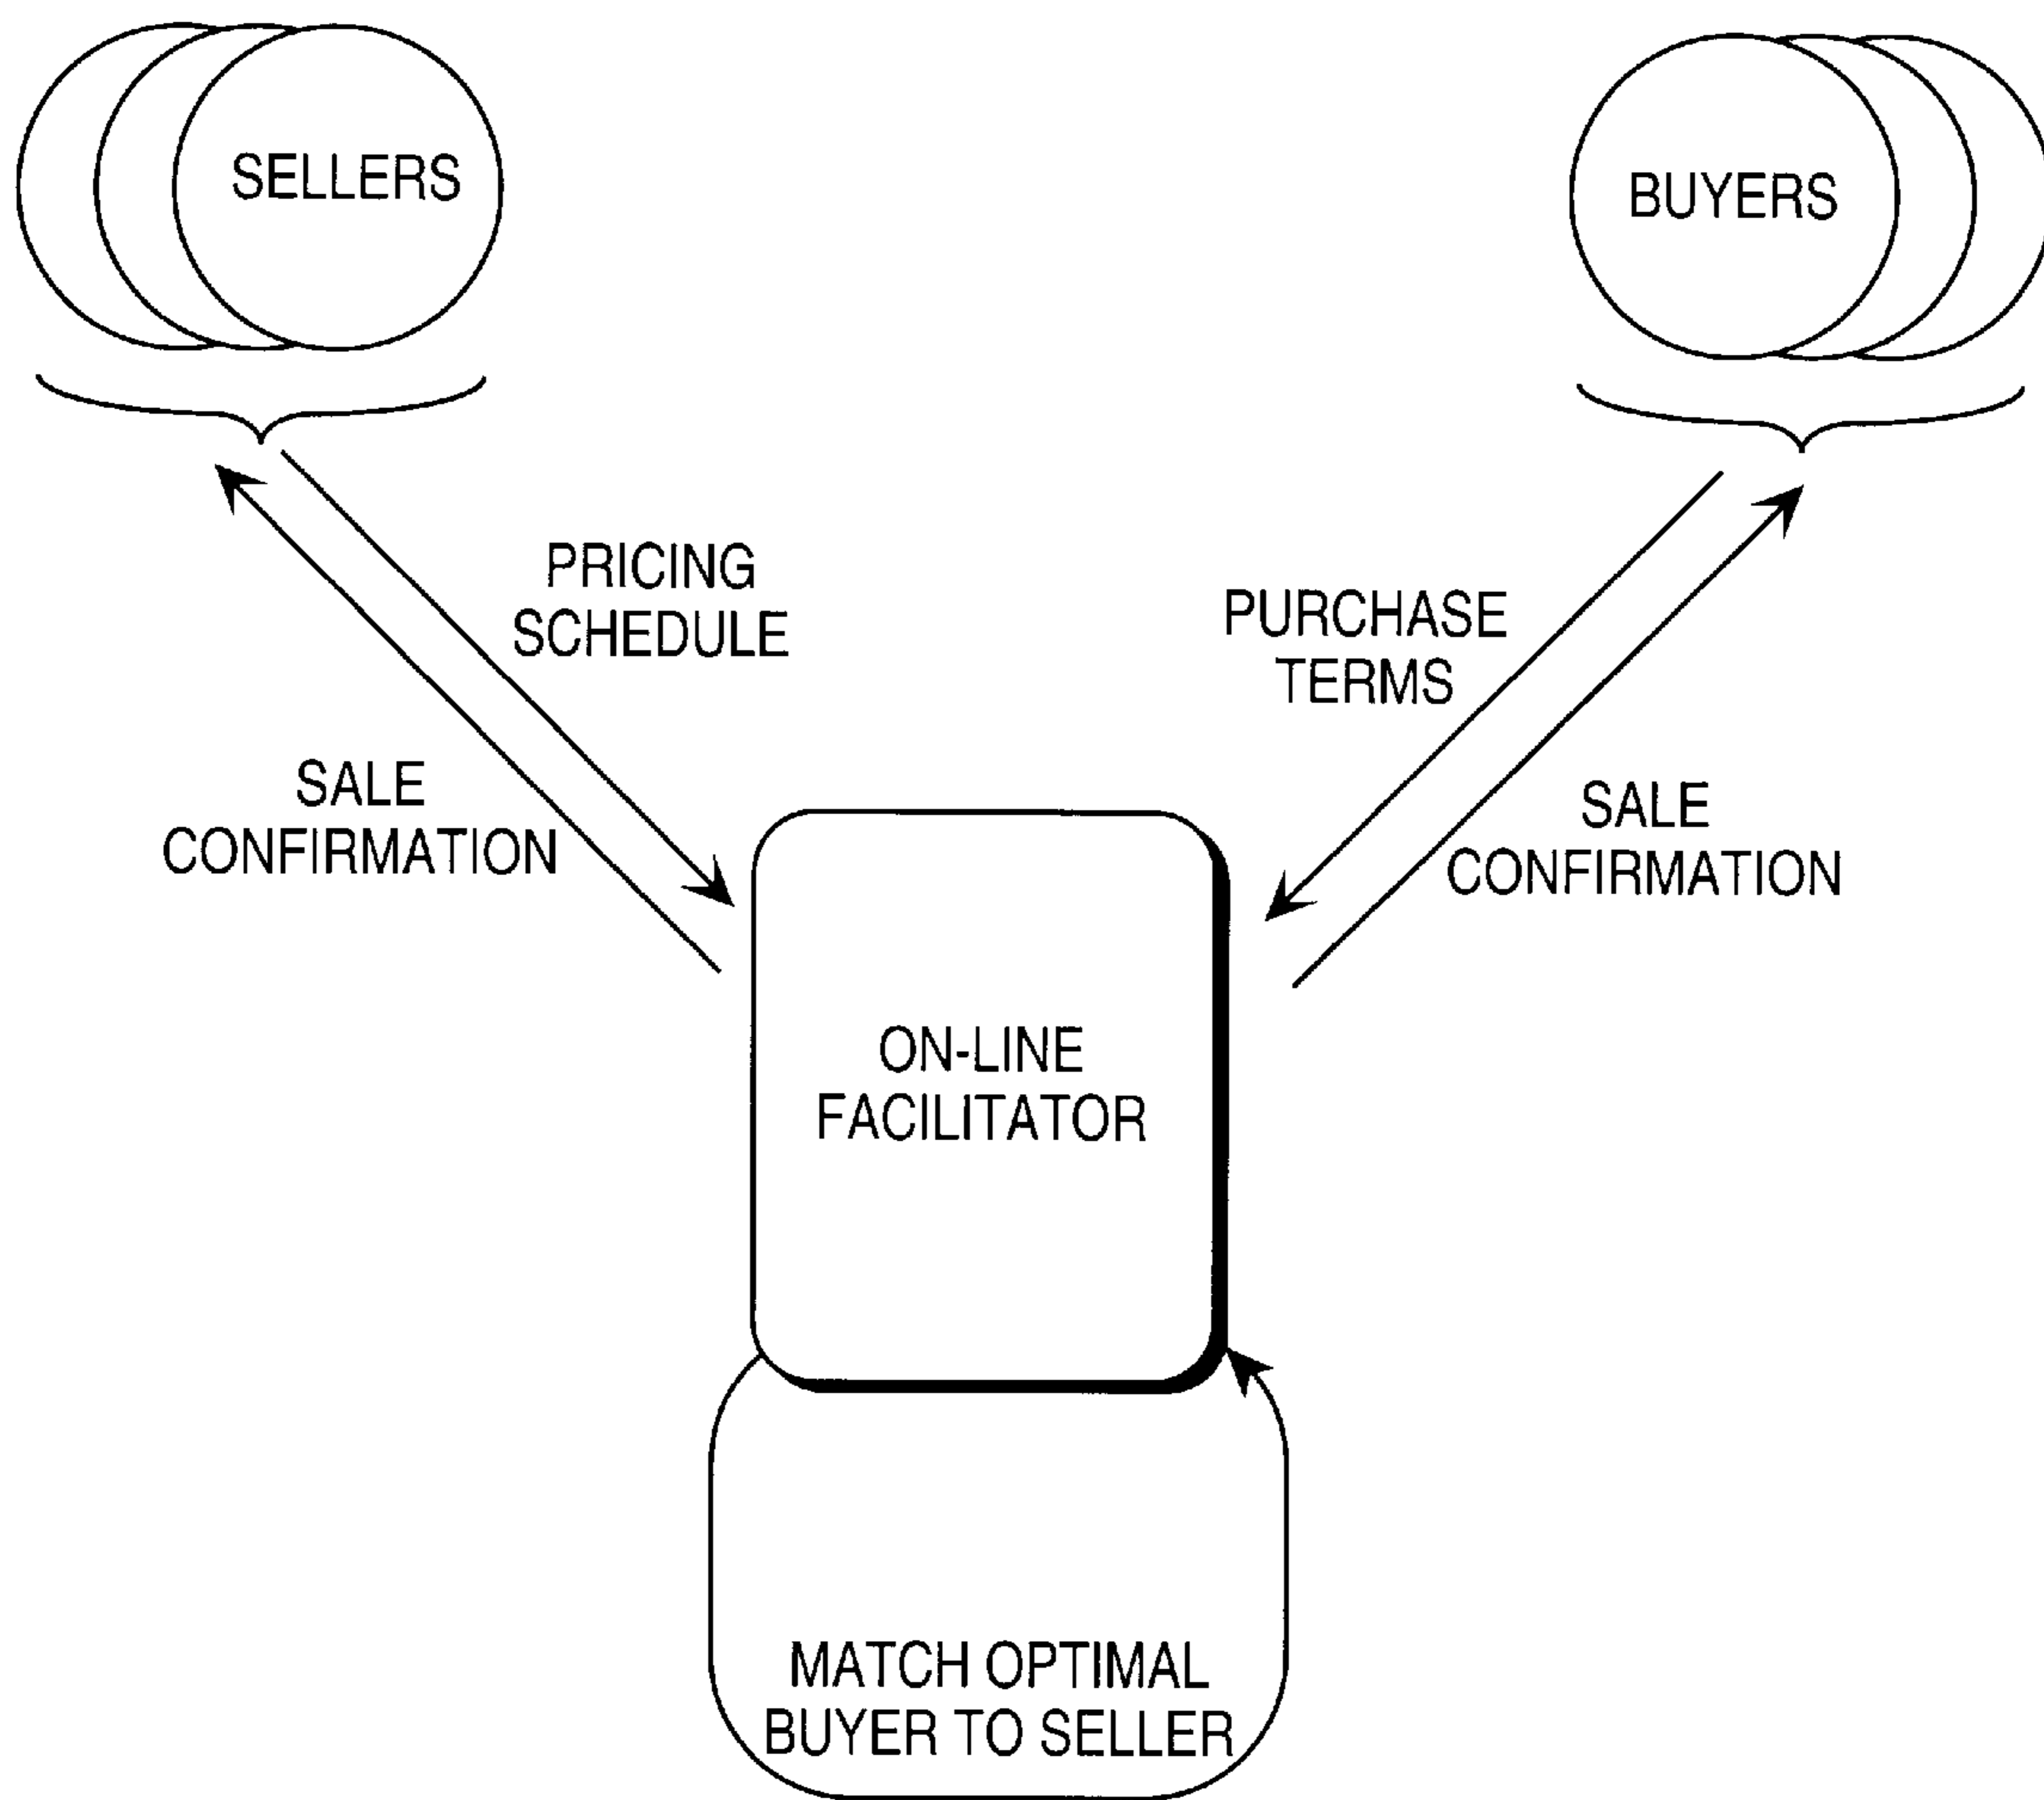 SELLERS
BUYERS
PRICING
SCHEDULE
PURCHASE
TERMS
SALE
CONFIRMATION
SALE
CONFIRMATION
ON-LINE
FACILITATOR
MATCH OPTIMAL
BUYER TO SELLER